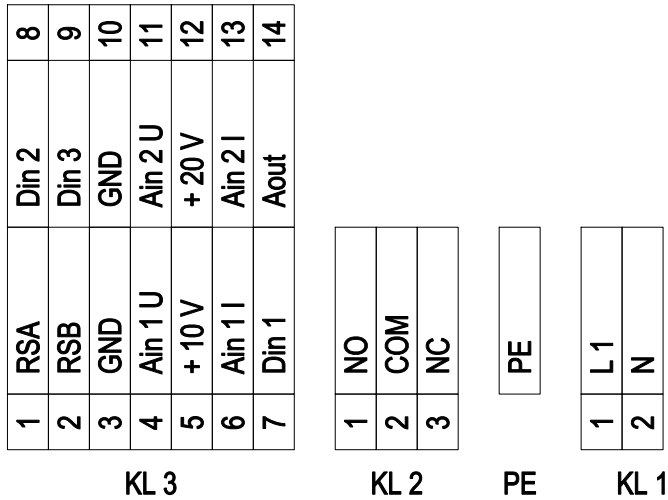 8 9 10 11 12 13 14
Din 2 Din 3 GND Ain 2 U + 20 V Ain 2 I Aout
RSA RSB GND Ain 1 U + 10 V Ain 1 I Din 1
1 2 3 4 5 6 7
KL 3
NO COM NC
1 2 3
KL 2
PE
PE
L1 N
1 2
KL 1